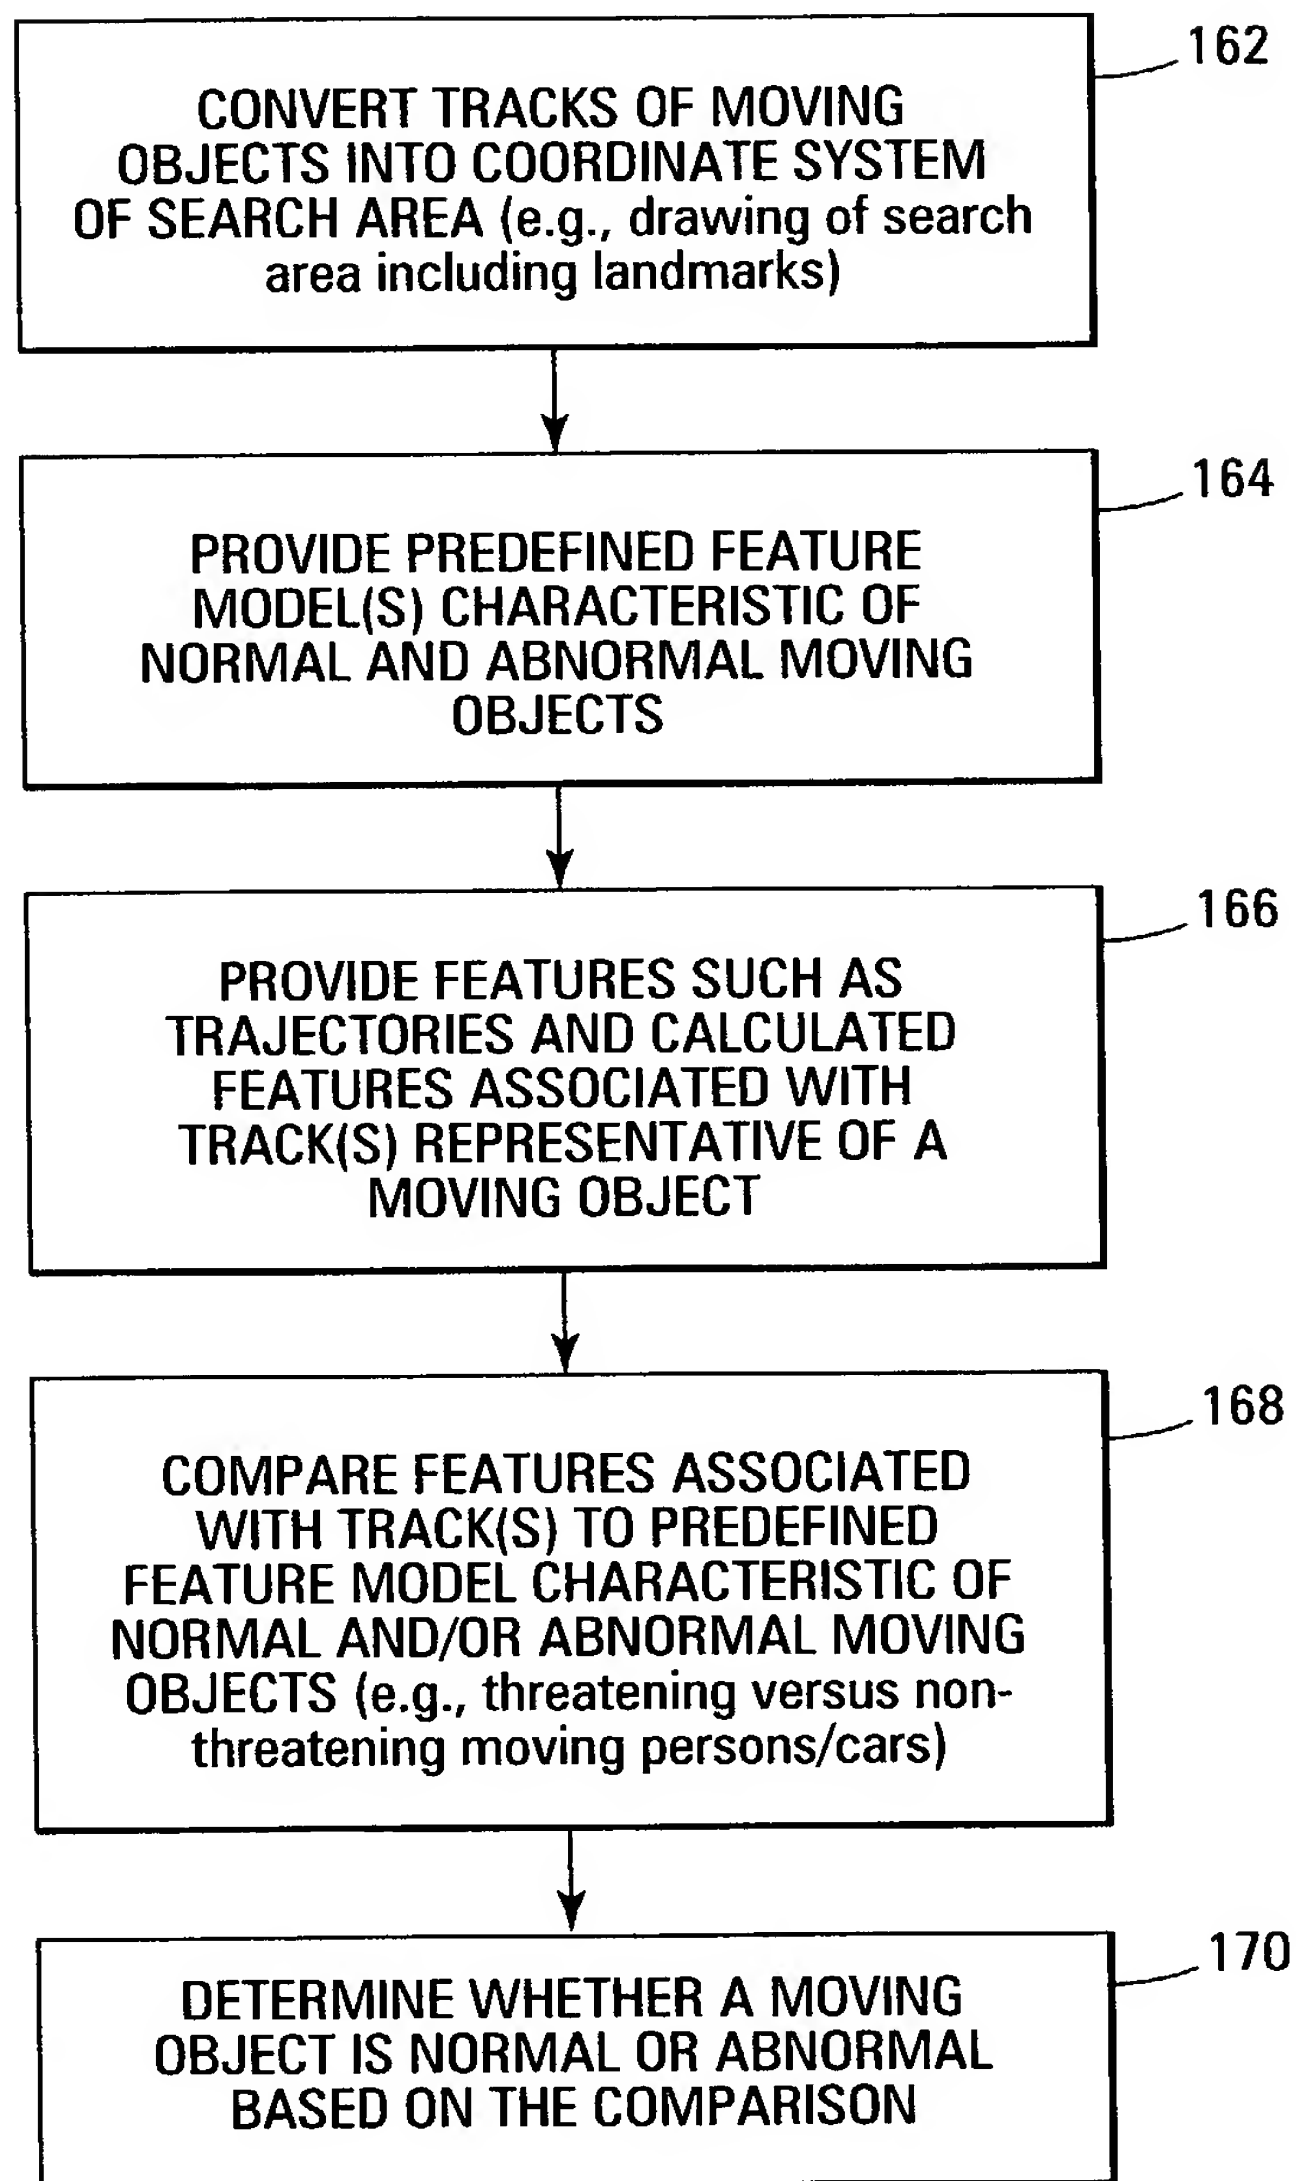 162
CONVERT TRACKS OF MOVING
OBJECTS INTO COORDINATE SYSTEM
OF SEARCH AREA (e.g., drawing of search
area including landmarks)
164
PROVIDE PREDEFINED FEATURE
MODEL(S) CHARACTERISTIC OF
NORMAL AND ABNORMAL MOVING
OBJECTS
166
PROVIDE FEATURES SUCH AS
TRAJECTORIES AND CALCULATED
FEATURES ASSOCIATED WITH
TRACK(S) REPRESENTATIVE OF A
MOVING OBJECT
168
COMPARE FEATURES ASSOCIATED
WITH TRACK(S) TO PREDEFINED
FEATURE MODEL CHARACTERISTIC OF
NORMAL AND/OR ABNORMAL MOVING
OBJECTS (e.g., threatening versus non-
threatening moving persons/cars)
170
DETERMINE WHETHER A MOVING
OBJECT IS NORMAL OR ABNORMAL
BASED ON THE COMPARISON